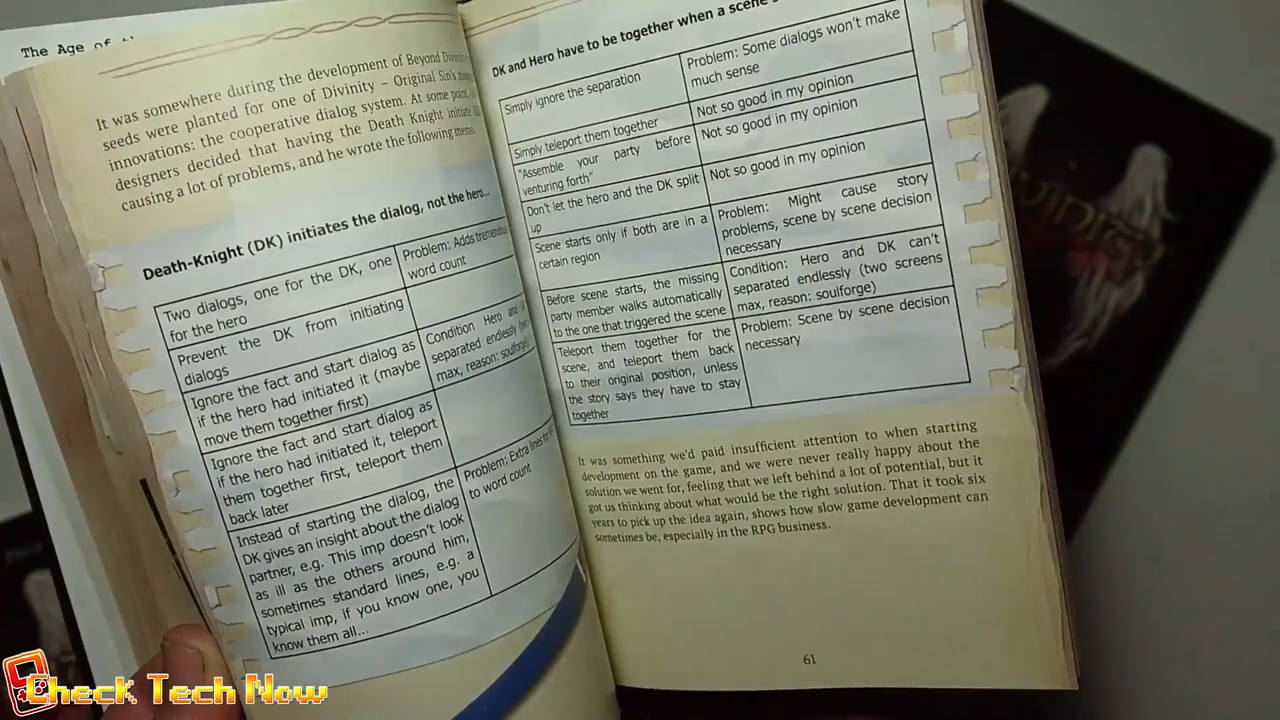 The Age of
It was somewhere during the development of Beyond
seeds were planted for one of Divinity – Original Sin's
innovations: the cooperative dialog system. At some point,
designers decided that having the Death Knight initiate
causing a lot of problems, and he wrote the following memo.
Death-Knight (DK) initiates the dialog, not the hero...
Two dialogs, one for the DK, one
for the hero
Problem: Adds
word count
Prevent the DK from initiating
dialogs
Ignore the fact and start dialog as
if the hero had initiated it (maybe
move them together first)
Condition Hero and
separated endlessly
max, reason: soulforge)
Ignore the fact and start dialog as
if the hero had initiated it, teleport
them together first, teleport them
back later
Instead of starting the dialog, the
DK gives an insight about the dialog
partner, e.g. This imp doesn't look
as ill as the others around him,
sometimes standard lines, e.g. a
typical imp, if you know one, you
know them all...
Problem: Extra lines
to word count
DK and Hero have to be together when a scene
Simply ignore the separation
Problem: Some dialogs won't make
much sense
Simply teleport them together
Not so good in my opinion
"Assemble your party before
venturing forth"
Not so good in my opinion
Don't let the hero and the DK split
up
Not so good in my opinion
Scene starts only if both are in a
certain region
Problem: Might cause story
problems, scene by scene decision
necessary
Before scene starts, the missing
party member walks automatically
to the one that triggered the scene
Condition: Hero and DK can't
separated endlessly (two screens
max, reason: soulforge)
Teleport them together for the
scene, and teleport them back
to their original position, unless
the story says they have to stay
together
Problem: Scene by scene decision
necessary
It was something we'd paid insufficient attention to when starting
development on the game, and we were never really happy about the
solution we went for, feeling that we left behind a lot of potential, but it
got us thinking about what would be the right solution. That it took six
years to pick up the idea again, shows how slow game development can
sometimes be, especially in the RPG business.
61
Check Tech Now